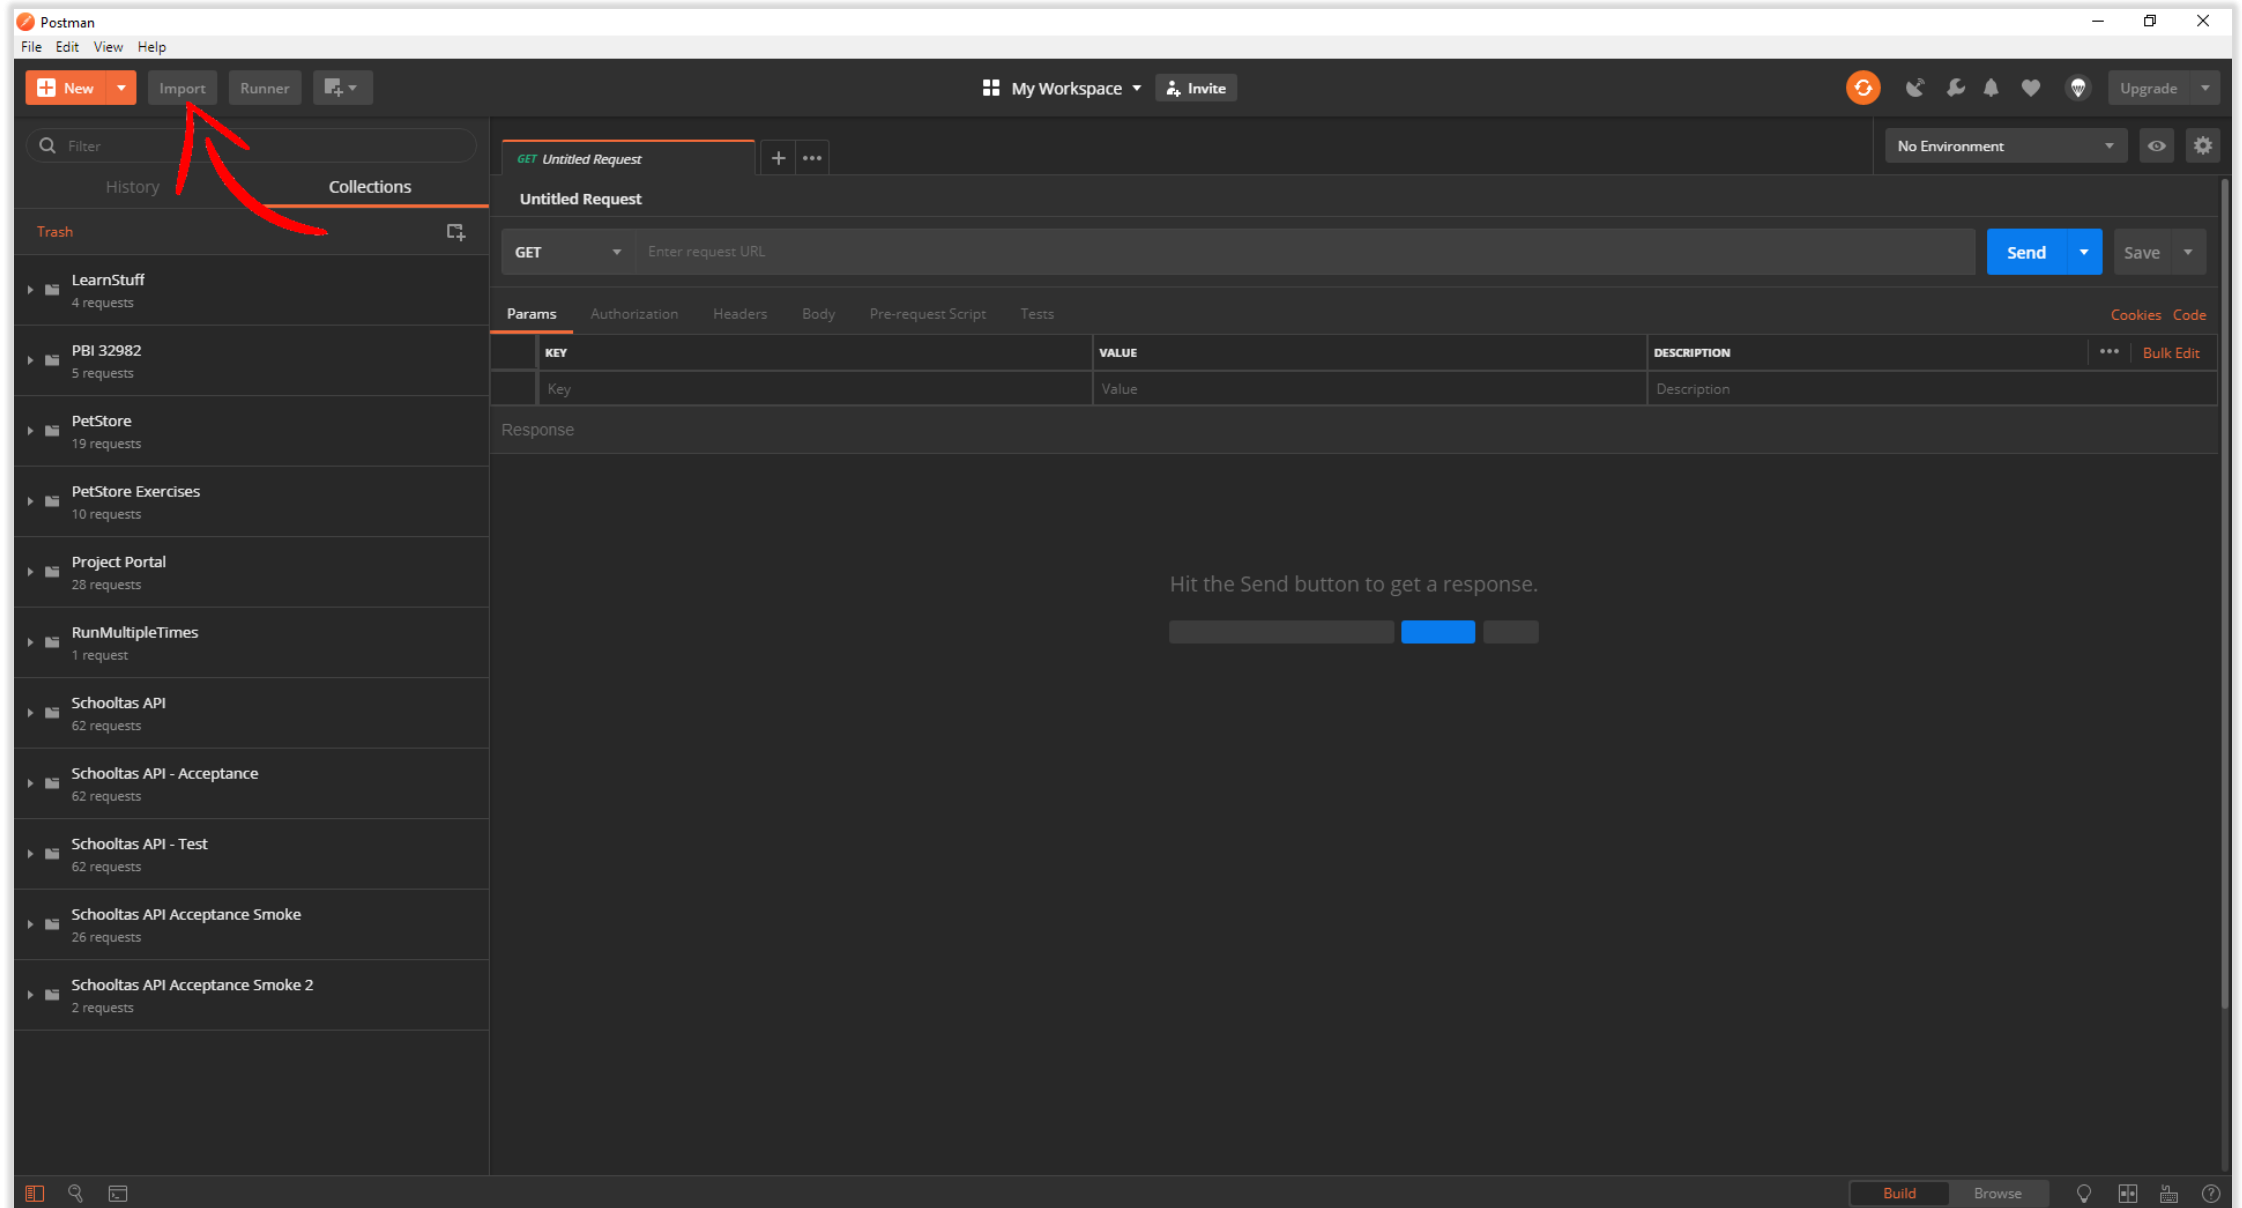 Postman
File Edit View Help
New Import Runner My Workspace Invite Upgrade
Filter
History Collections
Trash
LearnStuff
4 requests
PBI 32982
5 requests
PetStore
19 requests
PetStore Exercises
10 requests
Project Portal
28 requests
RunMultipleTimes
1 request
Schooltas API
62 requests
Schooltas API - Acceptance
62 requests
Schooltas API - Test
62 requests
Schooltas API Acceptance Smoke
26 requests
Schooltas API Acceptance Smoke 2
2 requests
GET Untitled Request
No Environment
Untitled Request
GET Enter request URL Send Save
Params Authorization Headers Body Pre-request Script Tests Cookies Code
KEY VALUE DESCRIPTION Bulk Edit
Key Value Description
Response
Hit the Send button to get a response.
Build Browse